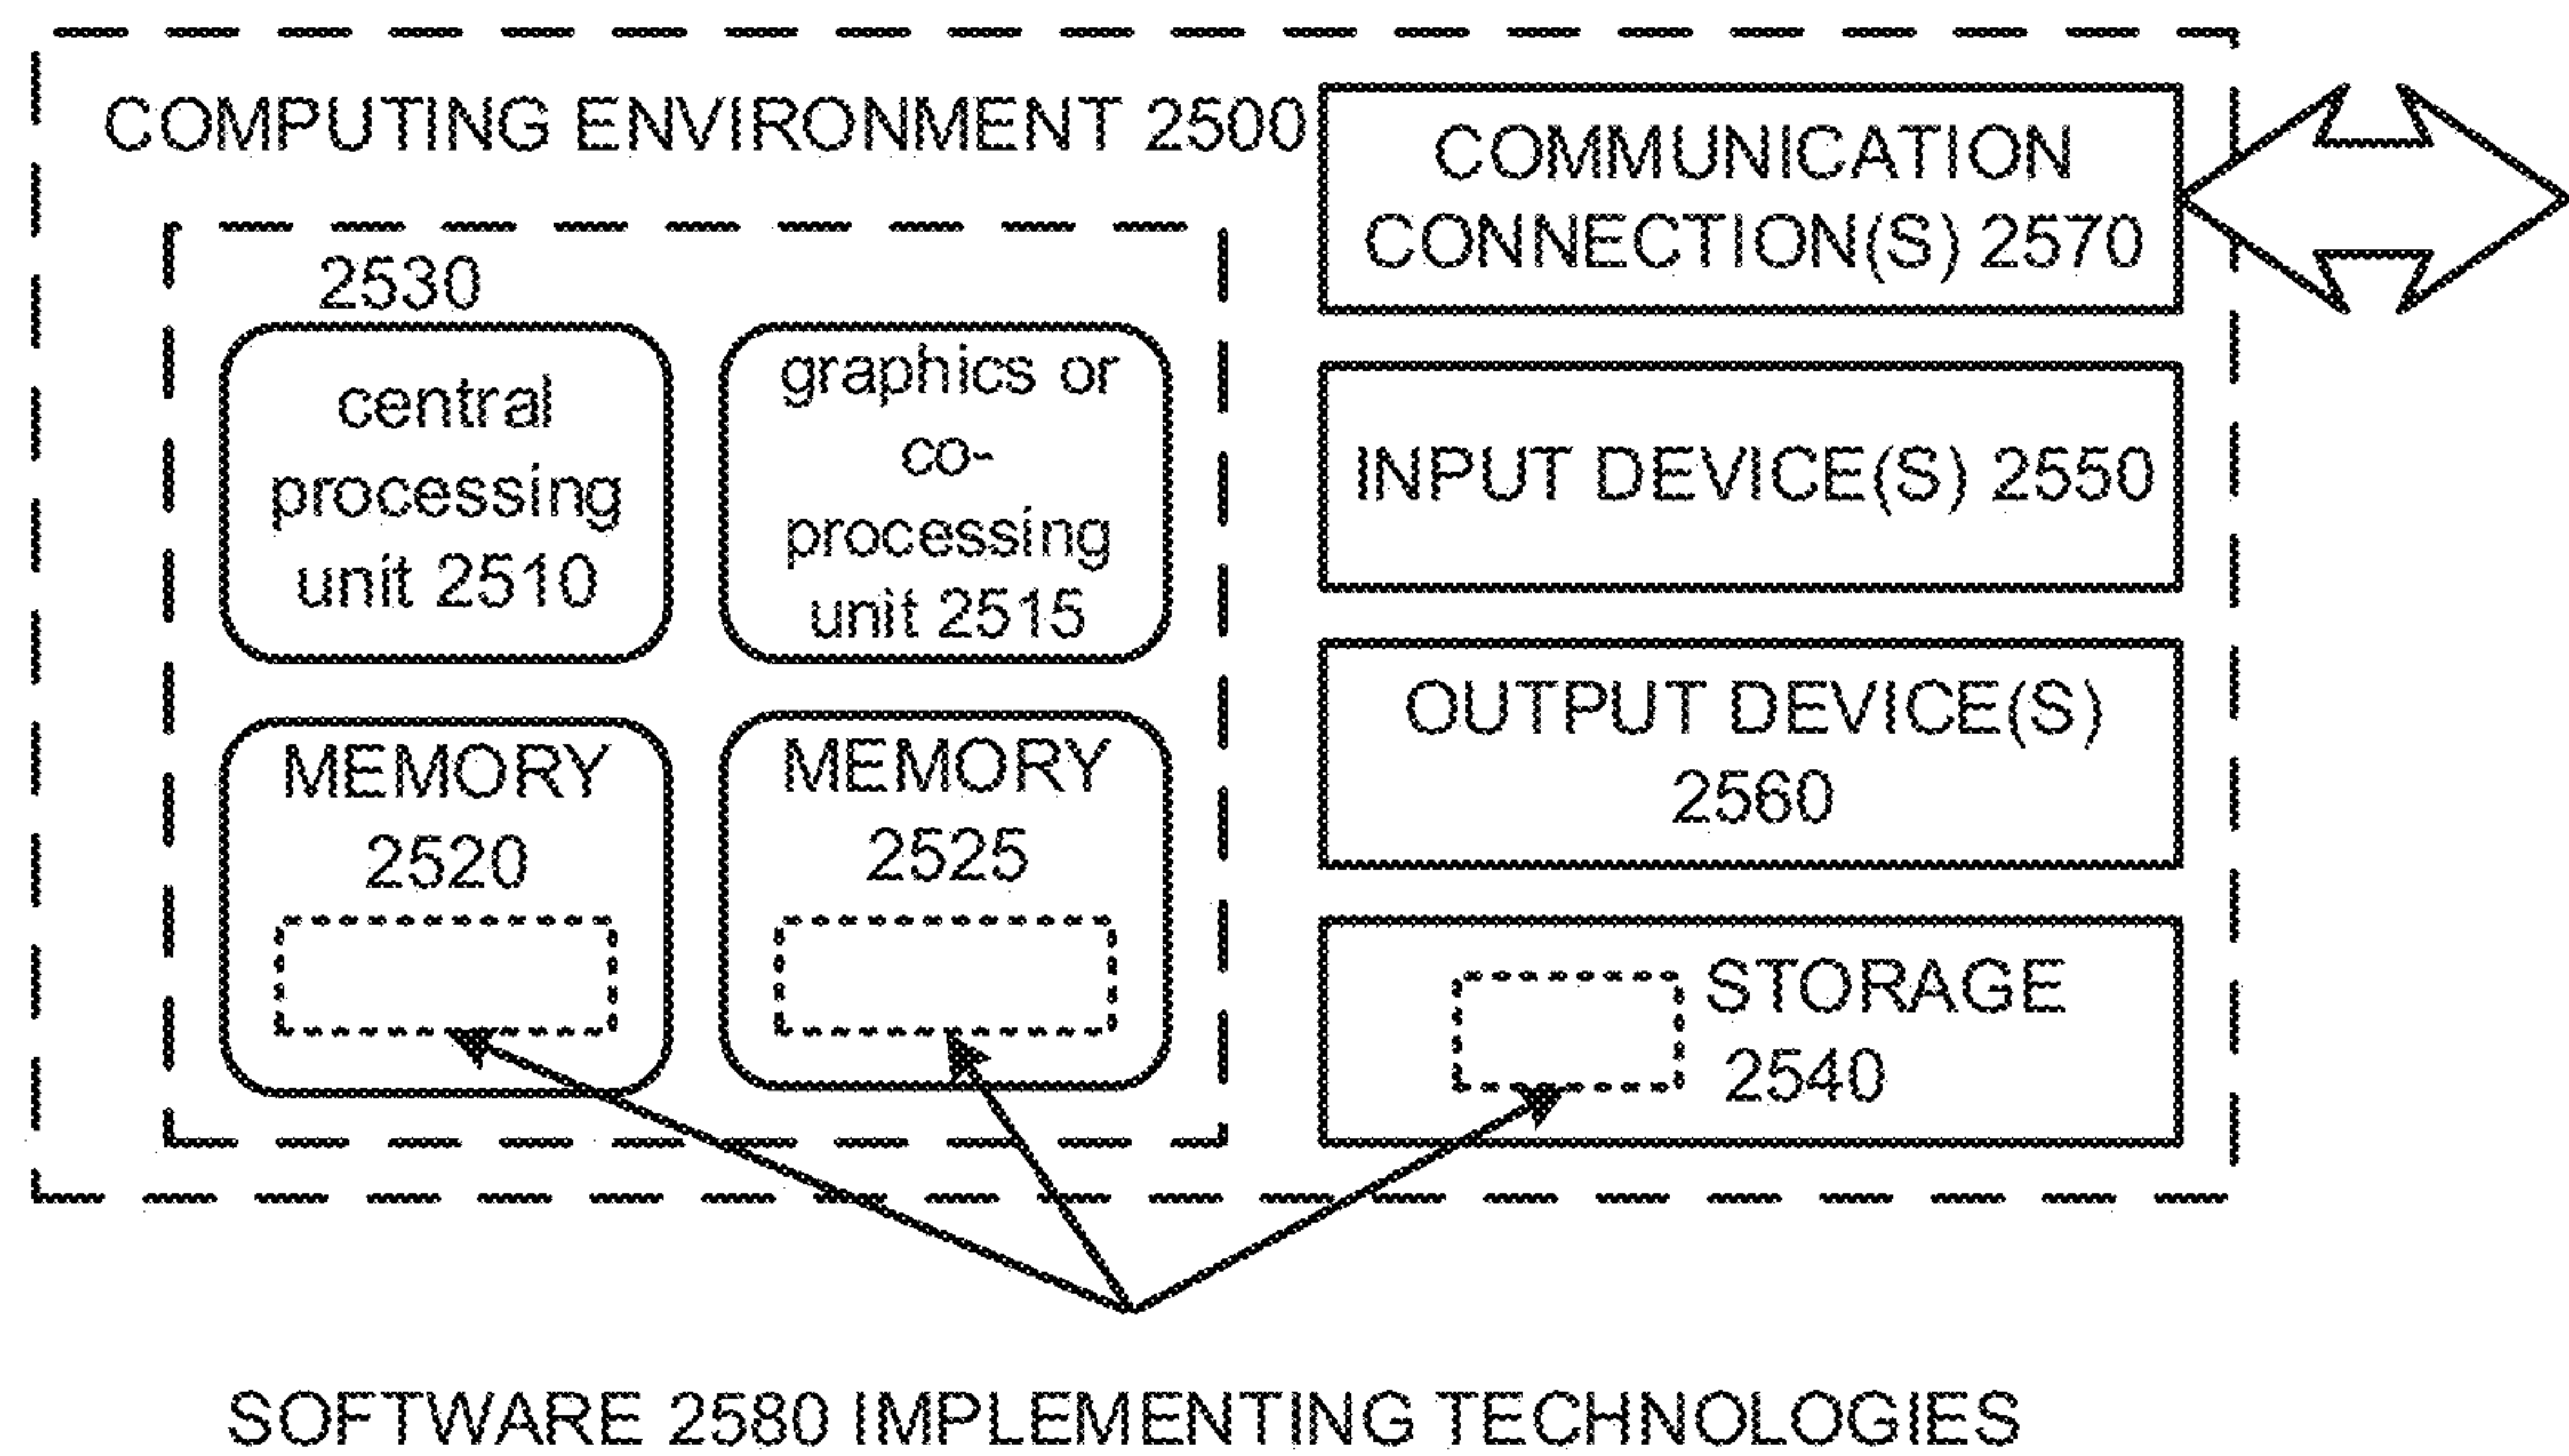 COMPUTING ENVIRONMENT 2500
2530
central
processing
unit 2510
graphics or
co-
processing
unit 2515
MEMORY
2520
MEMORY
2525
COMMUNICATION
CONNECTION(S) 2570
INPUT DEVICE(S) 2550
OUTPUT DEVICE(S)
2560
STORAGE
2540
SOFTWARE 2580 IMPLEMENTING TECHNOLOGIES